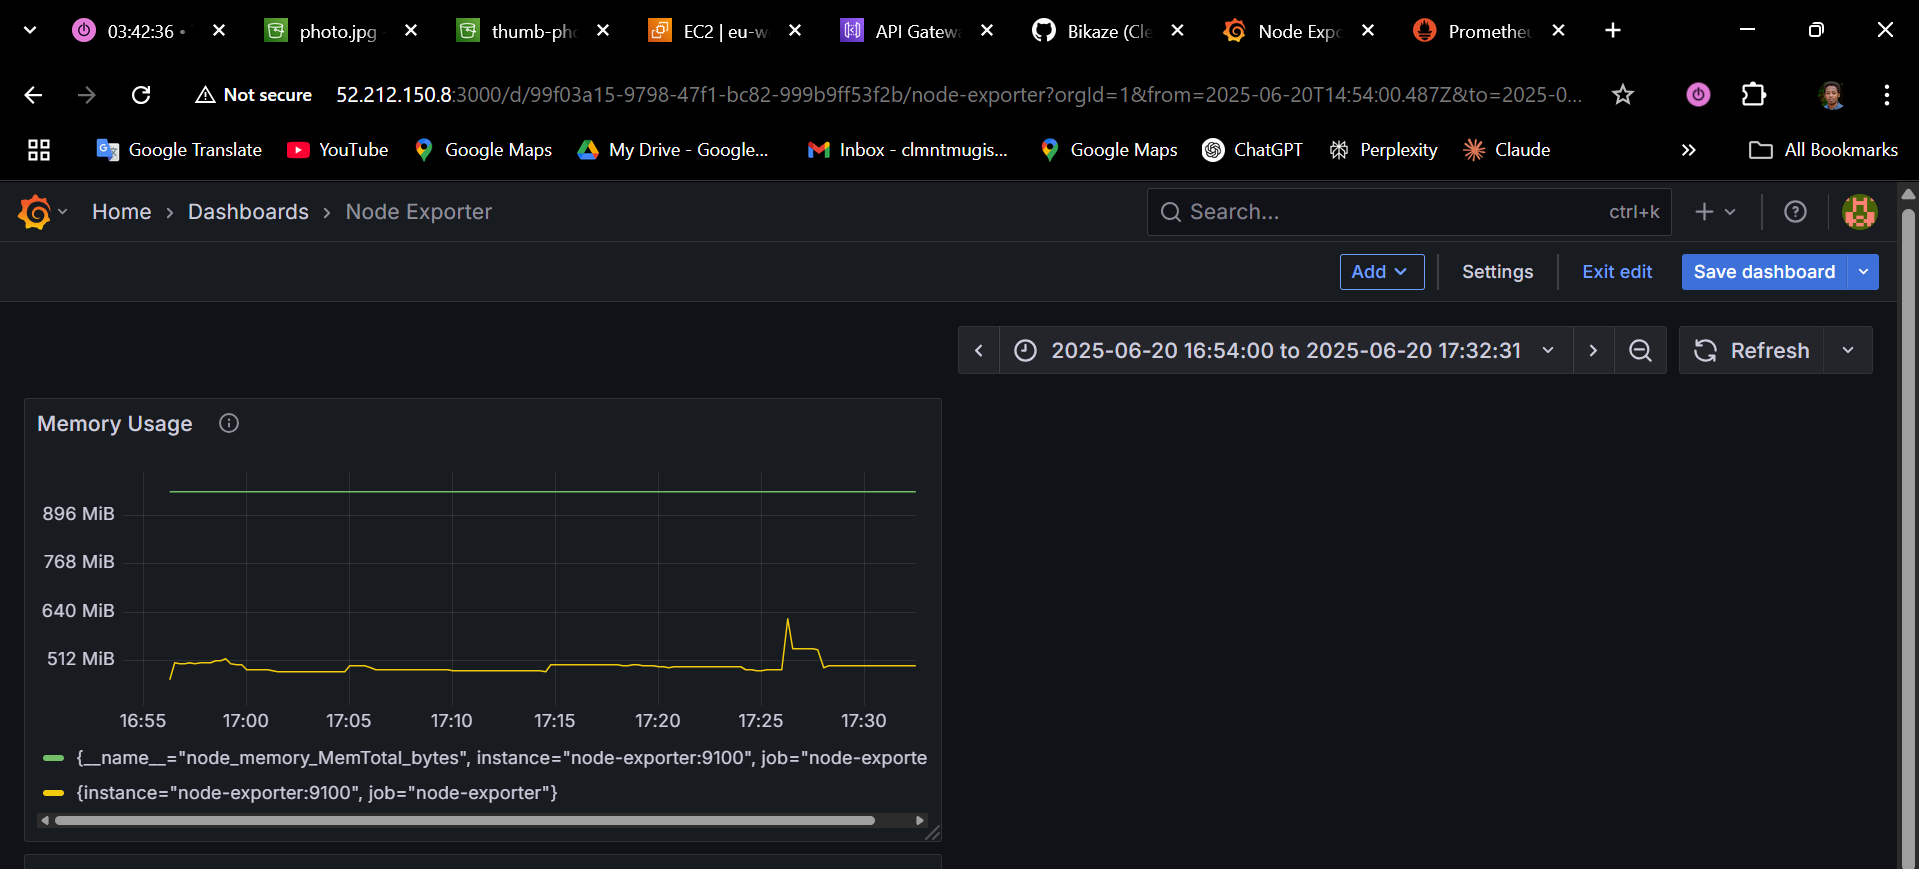 03:42:36
photo.jpg
thumb-ph
EC2 | eu-w
API Gatew
Bikaze (Cle
Node Expo
Prometheu
Not secure
52.212.150.8:3000/d/99f03a15-9798-47f1-bc82-999b9ff53f2b/node-exporter?orgId=1&from=2025-06-20T14:54:00.487Z&to=2025-0...
Google Translate
YouTube
Google Maps
My Drive - Google...
Inbox - clmntmugis...
Google Maps
ChatGPT
Perplexity
Claude
All Bookmarks
Home › Dashboards › Node Exporter
Search...
ctrl+k
Add
Settings
Exit edit
Save dashboard
2025-06-20 16:54:00 to 2025-06-20 17:32:31
Refresh
Memory Usage
896 MiB
768 MiB
640 MiB
512 MiB
16:55 17:00 17:05 17:10 17:15 17:20 17:25 17:30
{__name__="node_memory_MemTotal_bytes", instance="node-exporter:9100", job="node-exporte
{instance="node-exporter:9100", job="node-exporter"}